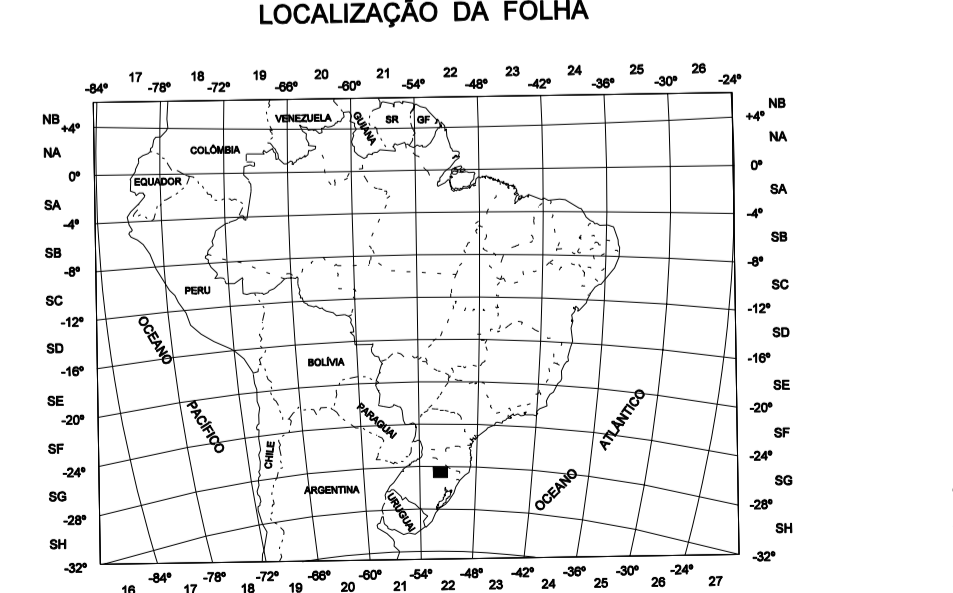 LOCALIZAÇÃO DA FOLHA
17 18 19 20 21 22 23 24 25 26
-84° -78° -72° -66° -60° -54° -48° -42° -36° -30° -24°
NB +4° VENEZUELA GUIANA SR GF +4° NB
NA COLÔMBIA NA
0° EQUADOR 0°
SA SA
-4° -4°
SB SB
-8° -8°
SC PERU SC
-12° -12°
SD OCEANO BOLÍVIA SD
-16° -16°
SE SE
-20° PACÍFICO PARAGUAI ATLÂNTICO -20°
SF CHILE SF
-24° -24°
SG ARGENTINA URUGUAI OCEANO SG
-28° -28°
SH SH
-32° -32°
-84° -78° -72° -66° -60° -54° -48° -42° -36° -30° -24°
16 17 18 19 20 21 22 23 24 25 26 27